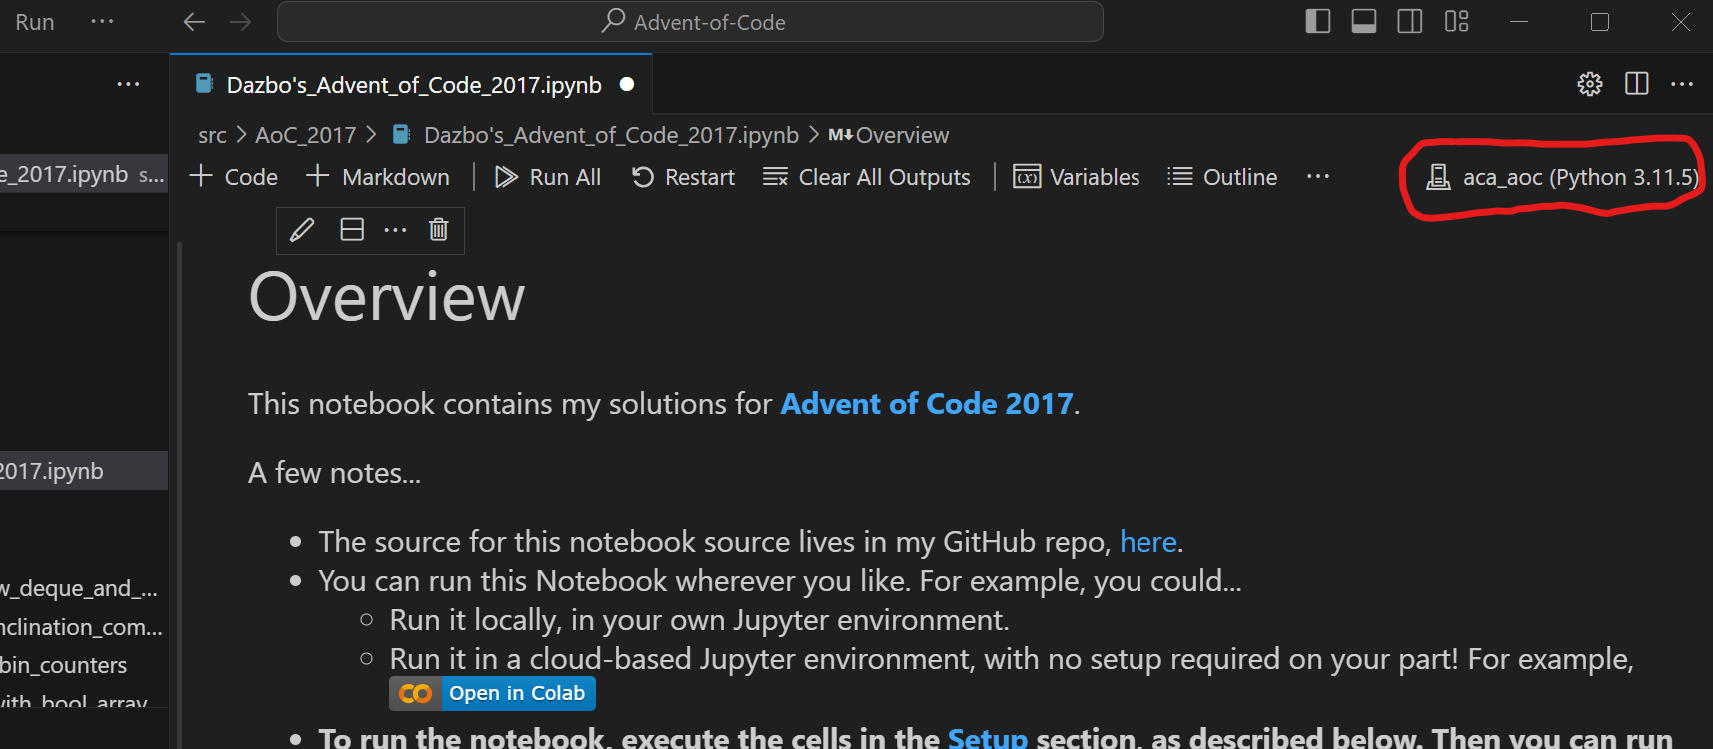 Run ...
Advent-of-Code
...
Dazbo's_Advent_of_Code_2017.ipynb
...
src > AoC_2017 > Dazbo's_Advent_of_Code_2017.ipynb > M↓ Overview
e_2017.ipynb s...
+ Code + Markdown | Run All Restart Clear All Outputs | (x) Variables Outline ... aca_aoc (Python 3.11.5)
...
Overview
This notebook contains my solutions for Advent of Code 2017.
A few notes...
2017.ipynb
• The source for this notebook source lives in my GitHub repo, here.
• You can run this Notebook wherever you like. For example, you could...
w_deque_and_...
○ Run it locally, in your own Jupyter environment.
nclination_com...
○ Run it in a cloud-based Jupyter environment, with no setup required on your part! For example,
bin_counters
Open in Colab
with_bool_array
• To run the notebook, execute the cells in the Setup section, as described below. Then you can run